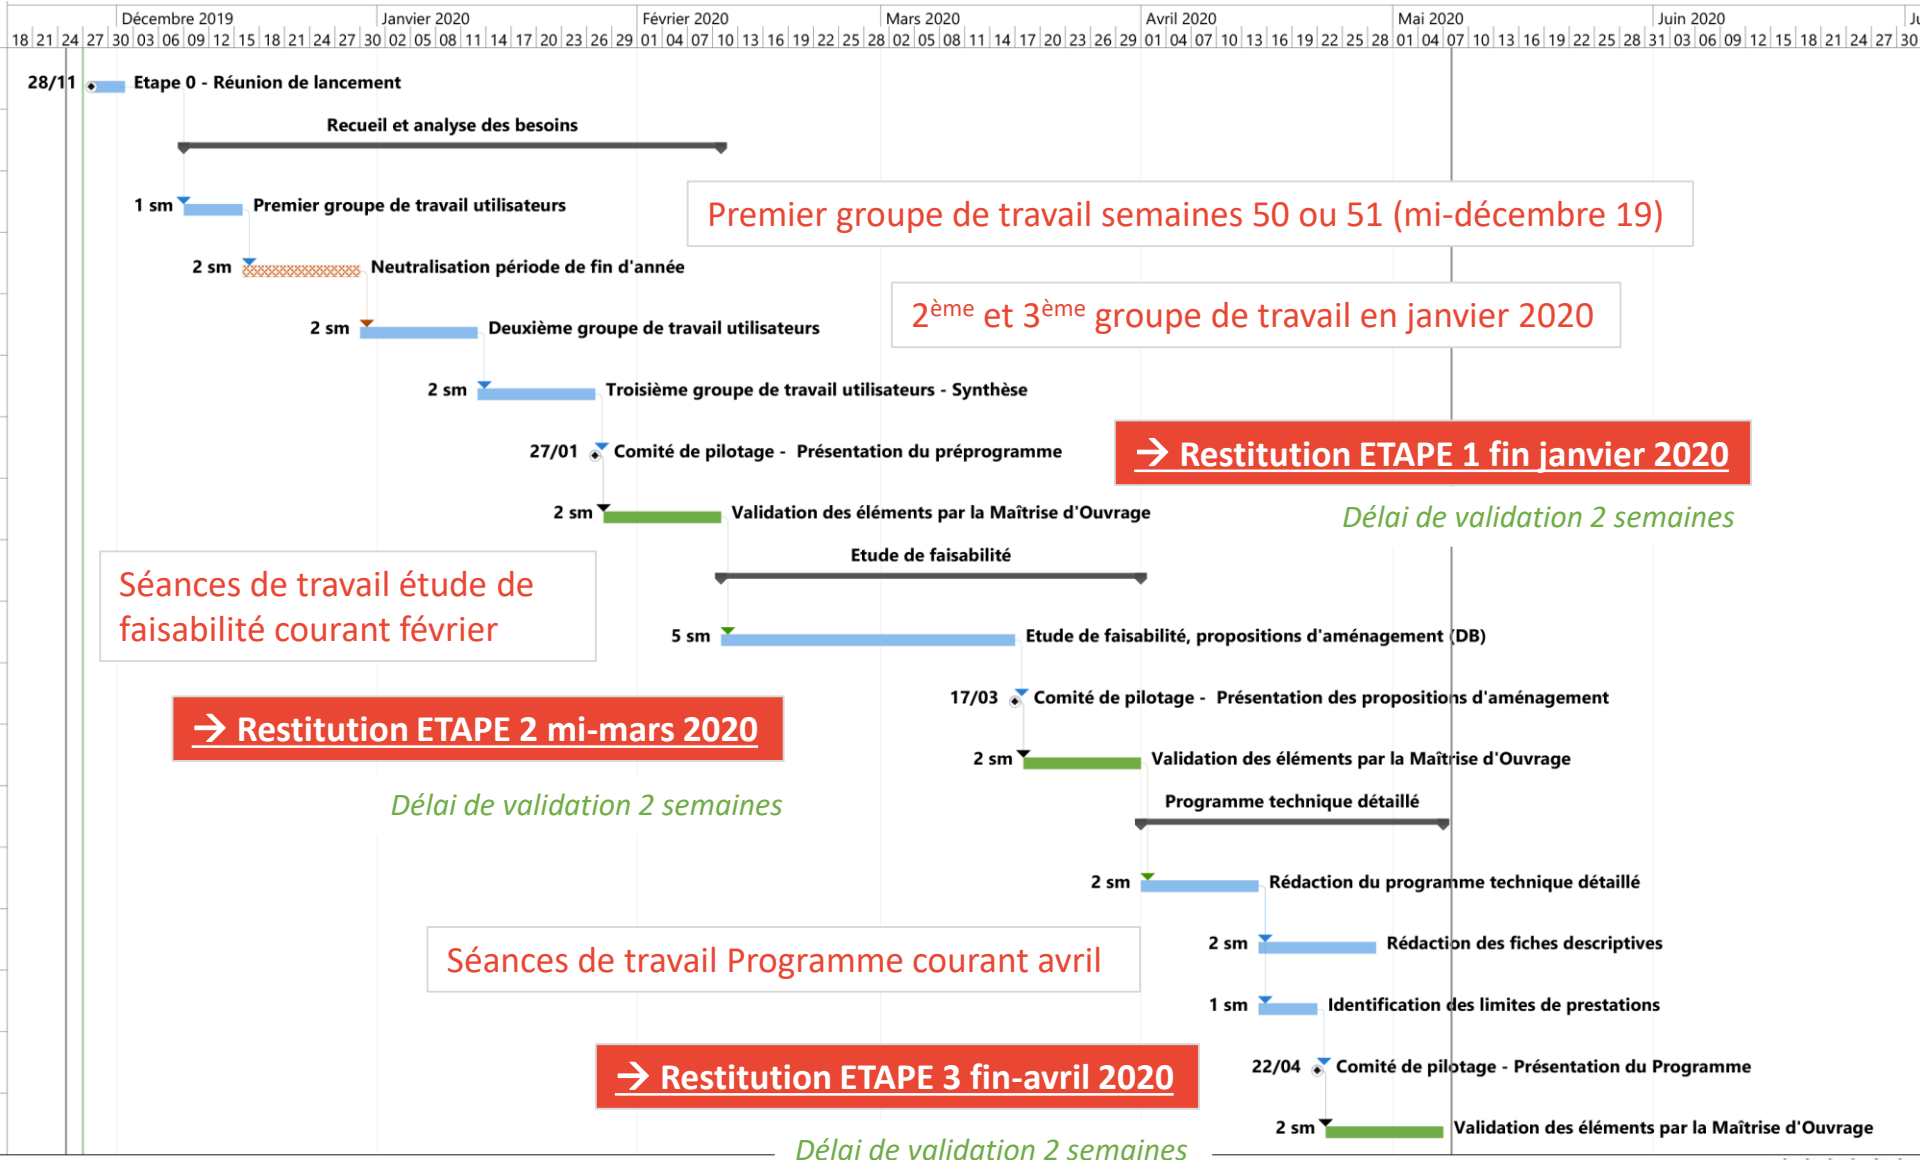 Décembre 2019 Janvier 2020 Février 2020 Mars 2020 Avril 2020 Mai 2020 Juin 2020
18 21 24 27 30 03 06 09 12 15 18 21 24 27 30 02 05 08 11 14 17 20 23 26 29 01 04 07 10 13 16 19 22 25 28 02 05 08 11 14 17 20 23 26 29 01 04 07 10 13 16 19 22 25 28 01 04 07 10 13 16 19 22 25 28 31 03 06 09 12 15 18 21 24 27 30
28/11 Etape 0 - Réunion de lancement
Recueil et analyse des besoins
1 sm Premier groupe de travail utilisateurs
Premier groupe de travail semaines 50 ou 51 (mi-décembre 19)
2 sm Neutralisation période de fin d'année
2ème et 3ème groupe de travail en janvier 2020
2 sm Deuxième groupe de travail utilisateurs
2 sm Troisième groupe de travail utilisateurs - Synthèse
27/01 Comité de pilotage - Présentation du préprogramme
→ Restitution ETAPE 1 fin janvier 2020
2 sm Validation des éléments par la Maîtrise d'Ouvrage
Délai de validation 2 semaines
Etude de faisabilité
Séances de travail étude de
faisabilité courant février
5 sm Etude de faisabilité, propositions d'aménagement (DB)
17/03 Comité de pilotage - Présentation des propositions d'aménagement
→ Restitution ETAPE 2 mi-mars 2020
2 sm Validation des éléments par la Maîtrise d'Ouvrage
Délai de validation 2 semaines
Programme technique détaillé
2 sm Rédaction du programme technique détaillé
2 sm Rédaction des fiches descriptives
Séances de travail Programme courant avril
1 sm Identification des limites de prestations
22/04 Comité de pilotage - Présentation du Programme
→ Restitution ETAPE 3 fin-avril 2020
2 sm Validation des éléments par la Maîtrise d'Ouvrage
Délai de validation 2 semaines